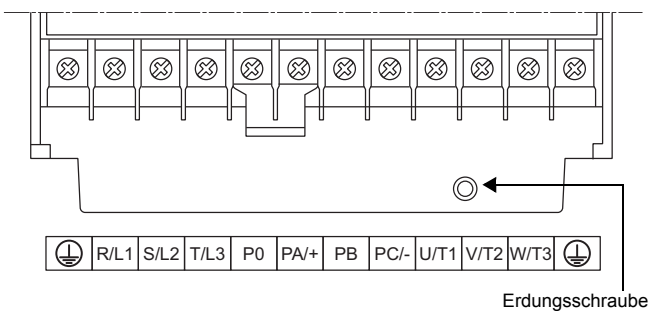 R/L1 S/L2 T/L3 P0 PA/+ PB PC/- U/T1 V/T2 W/T3
Erdungsschraube